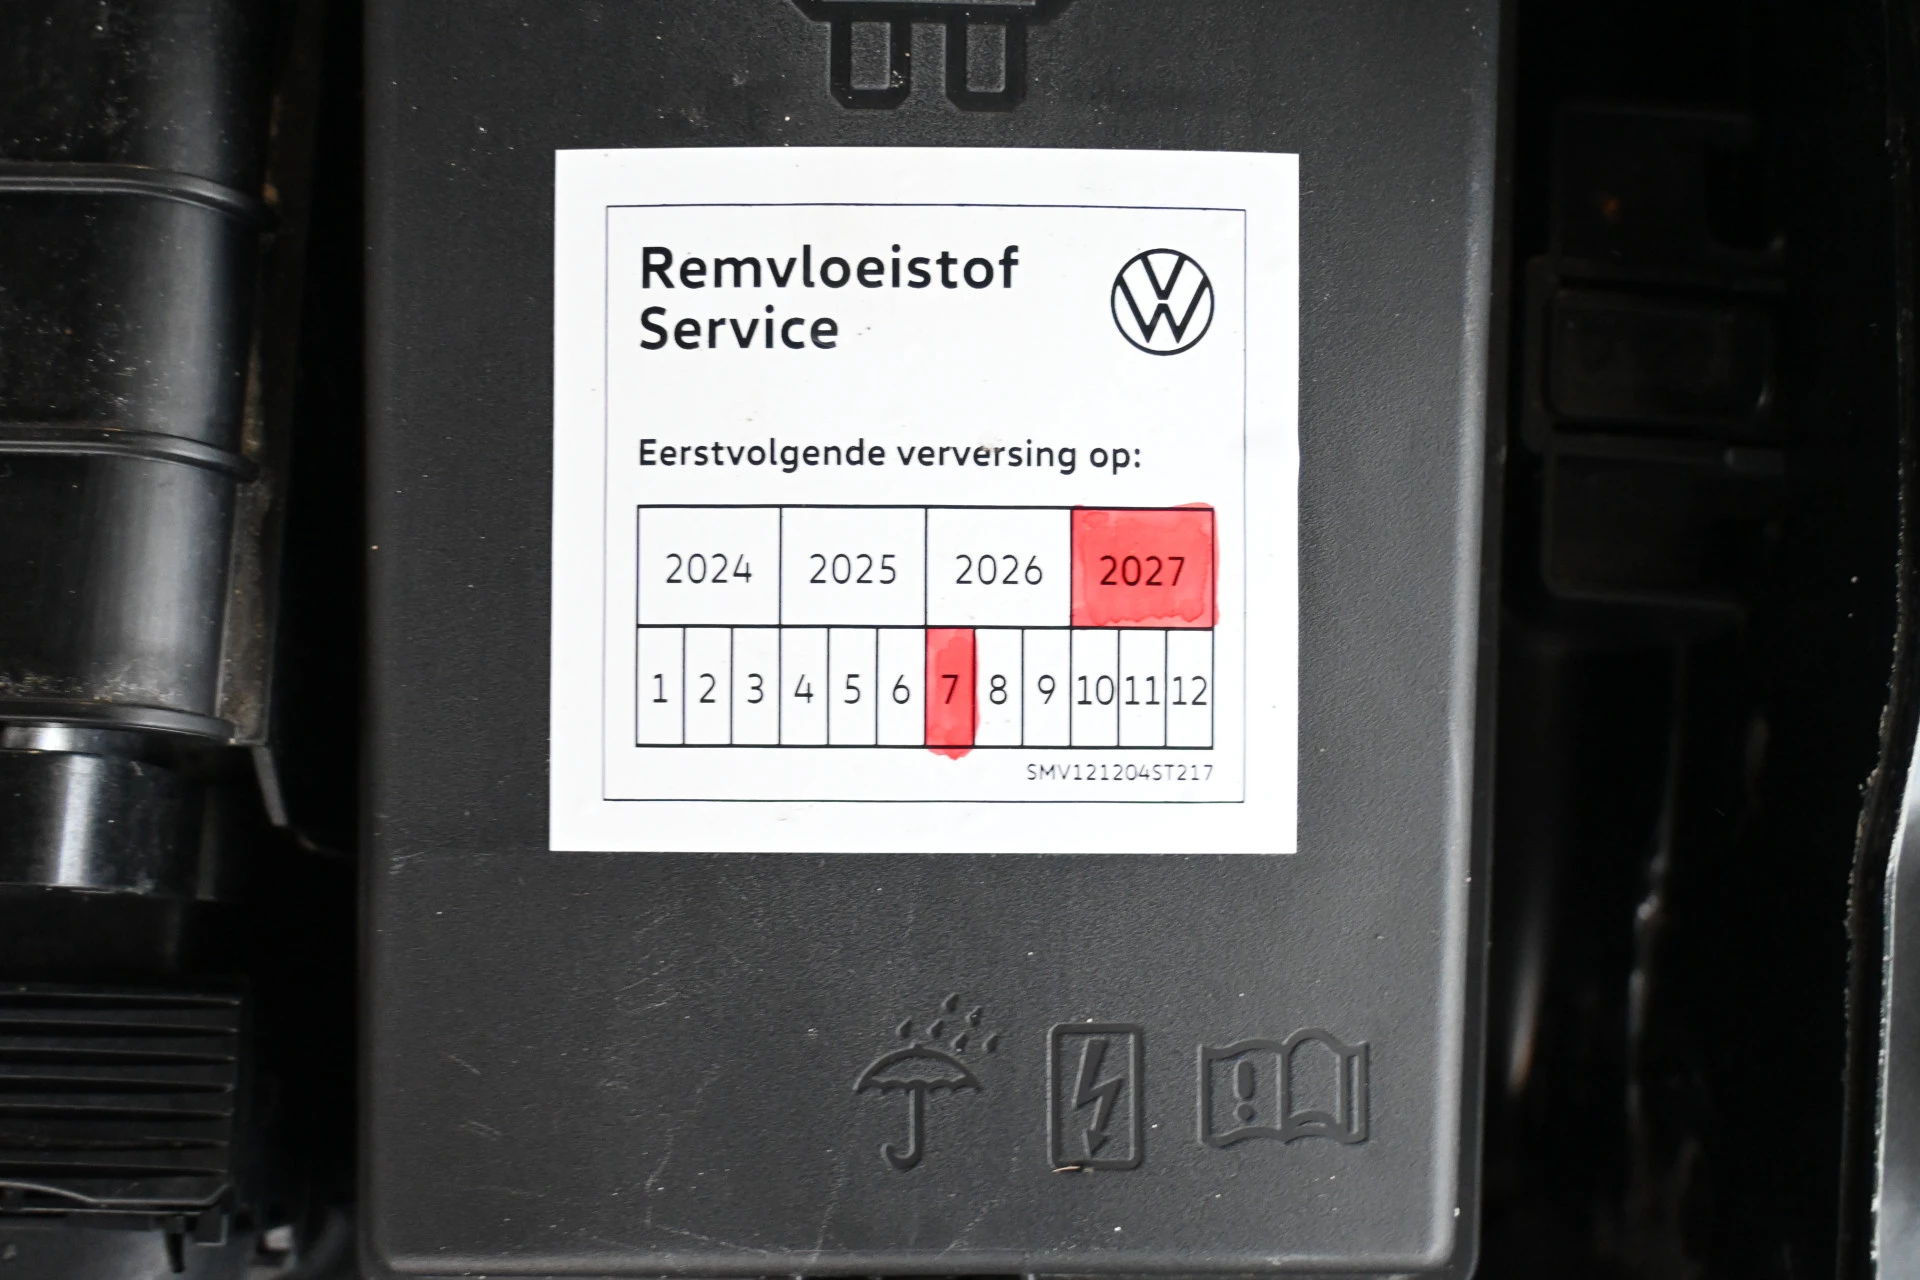 Remvloeistof
Service
Eerstvolgende verversing op:
2024 2025 2026 2027
1 2 3 4 5 6 7 8 9 10 11 12
SMV121204ST217